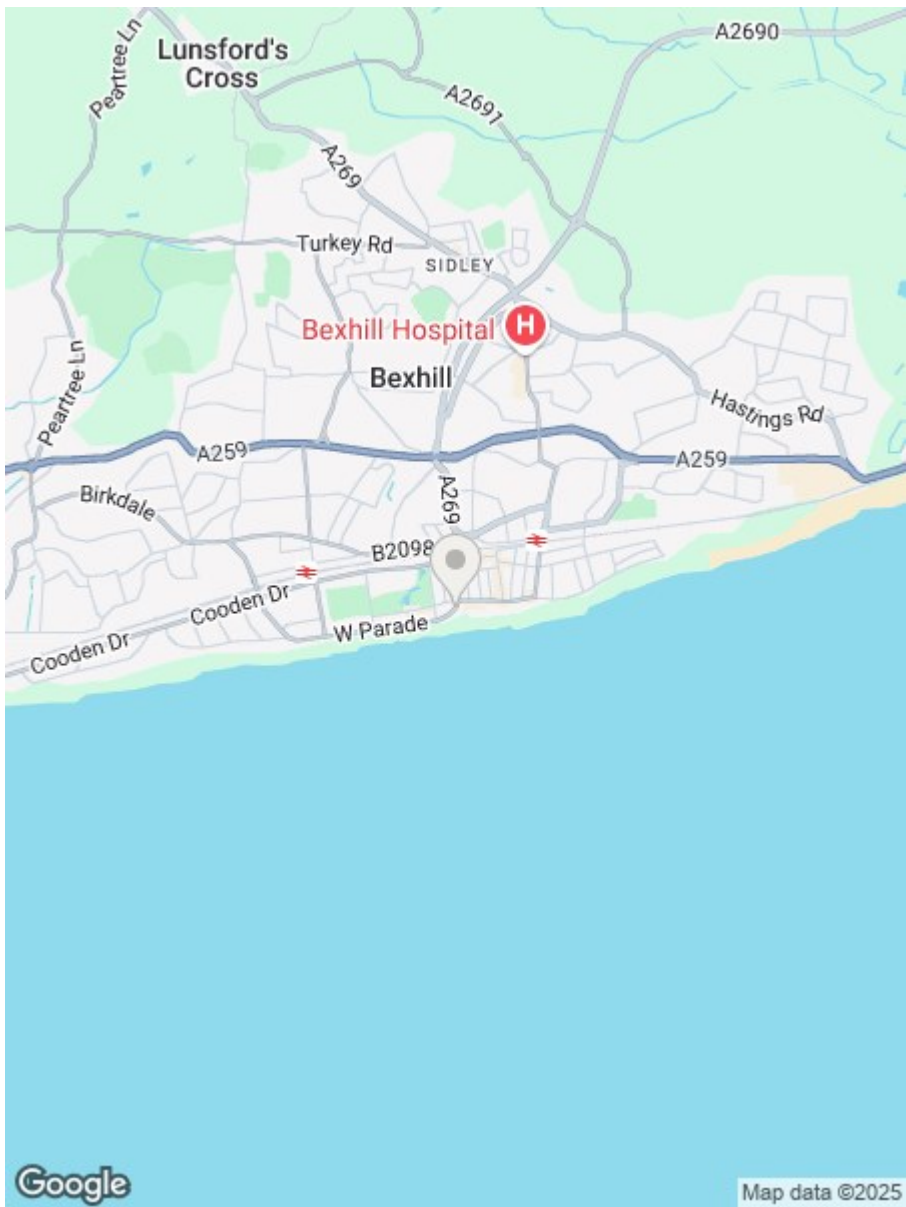 A2690
Lunsford's
Cross
Peartree Ln
A2691
A269
Turkey Rd
SIDLEY
Bexhill Hospital
H
Bexhill
Peartree Ln
Hastings Rd
A259
A259
Birkdale
A269
B2098
Cooden Dr
W Parade
Cooden Dr
Google
Map data ©2025